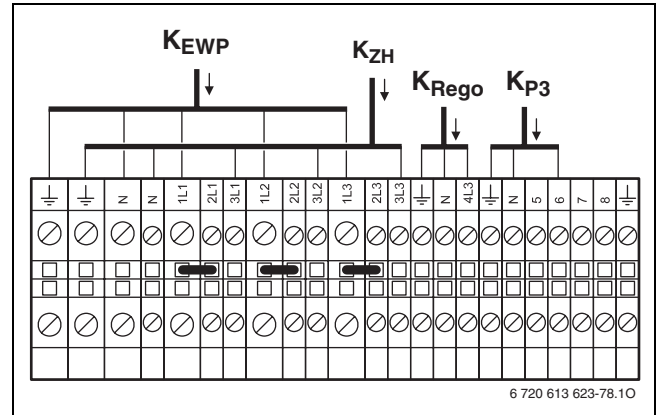 KEWP
KZH
KRego
KP3
N N 1L1 2L1 3L1 1L2 2L2 3L2 1L3 2L3 3L3 N 4L3 N 5 6 7 8
6 720 613 623-78.1O